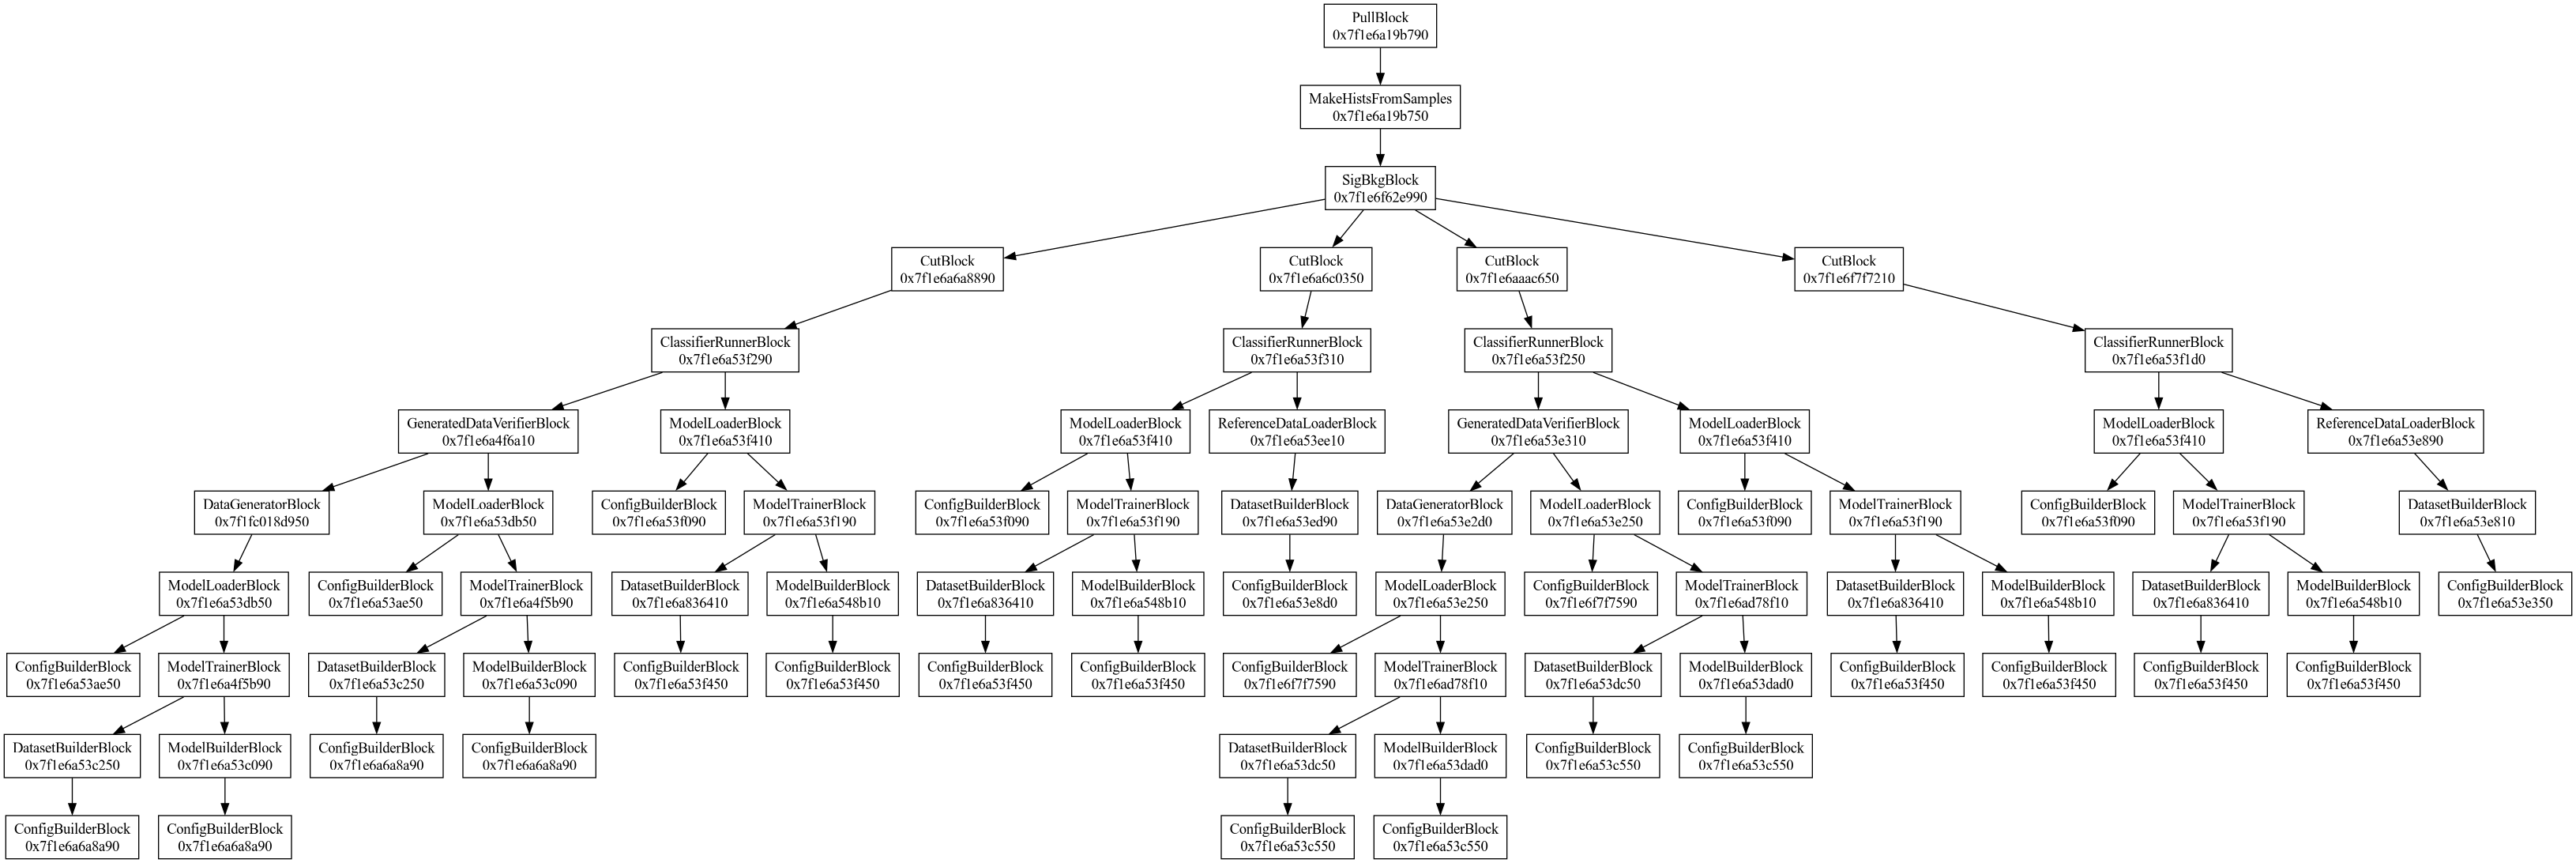 PullBlock
0x7f1e6a19b790
MakeHistsFromSamples
0x7f1e6a19b750
SigBkgBlock
0x7f1e6f62e990
CutBlock
0x7f1e6a6a8890
CutBlock
0x7f1e6a6c0350
CutBlock
0x7f1e6aaac650
CutBlock
0x7f1e6f7f7210
ClassifierRunnerBlock
0x7f1e6a53f290
ClassifierRunnerBlock
0x7f1e6a53f310
ClassifierRunnerBlock
0x7f1e6a53f250
ClassifierRunnerBlock
0x7f1e6a53f1d0
GeneratedDataVerifierBlock
0x7f1e6a4f6a10
ModelLoaderBlock
0x7f1e6a53f410
ModelLoaderBlock
0x7f1e6a53f410
ReferenceDataLoaderBlock
0x7f1e6a53ee10
GeneratedDataVerifierBlock
0x7f1e6a53e310
ModelLoaderBlock
0x7f1e6a53f410
ModelLoaderBlock
0x7f1e6a53f410
ReferenceDataLoaderBlock
0x7f1e6a53e890
DataGeneratorBlock
0x7f1fc018d950
ModelLoaderBlock
0x7f1e6a53db50
ConfigBuilderBlock
0x7f1e6a53f090
ModelTrainerBlock
0x7f1e6a53f190
ConfigBuilderBlock
0x7f1e6a53f090
ModelTrainerBlock
0x7f1e6a53f190
DatasetBuilderBlock
0x7f1e6a53ed90
DataGeneratorBlock
0x7f1e6a53e2d0
ModelLoaderBlock
0x7f1e6a53e250
ConfigBuilderBlock
0x7f1e6a53f090
ModelTrainerBlock
0x7f1e6a53f190
ConfigBuilderBlock
0x7f1e6a53f090
ModelTrainerBlock
0x7f1e6a53f190
DatasetBuilderBlock
0x7f1e6a53e810
ModelLoaderBlock
0x7f1e6a53db50
ConfigBuilderBlock
0x7f1e6a53ae50
ModelTrainerBlock
0x7f1e6a4f5b90
DatasetBuilderBlock
0x7f1e6a836410
ModelBuilderBlock
0x7f1e6a548b10
DatasetBuilderBlock
0x7f1e6a836410
ModelBuilderBlock
0x7f1e6a548b10
ConfigBuilderBlock
0x7f1e6a53e8d0
ModelLoaderBlock
0x7f1e6a53e250
ConfigBuilderBlock
0x7f1e6f7f7590
ModelTrainerBlock
0x7f1e6ad78f10
DatasetBuilderBlock
0x7f1e6a836410
ModelBuilderBlock
0x7f1e6a548b10
DatasetBuilderBlock
0x7f1e6a836410
ModelBuilderBlock
0x7f1e6a548b10
ConfigBuilderBlock
0x7f1e6a53e350
ConfigBuilderBlock
0x7f1e6a53ae50
ModelTrainerBlock
0x7f1e6a4f5b90
DatasetBuilderBlock
0x7f1e6a53c250
ModelBuilderBlock
0x7f1e6a53c090
ConfigBuilderBlock
0x7f1e6a53f450
ConfigBuilderBlock
0x7f1e6a53f450
ConfigBuilderBlock
0x7f1e6a53f450
ConfigBuilderBlock
0x7f1e6a53f450
ConfigBuilderBlock
0x7f1e6f7f7590
ModelTrainerBlock
0x7f1e6ad78f10
DatasetBuilderBlock
0x7f1e6a53dc50
ModelBuilderBlock
0x7f1e6a53dad0
ConfigBuilderBlock
0x7f1e6a53f450
ConfigBuilderBlock
0x7f1e6a53f450
ConfigBuilderBlock
0x7f1e6a53f450
ConfigBuilderBlock
0x7f1e6a53f450
DatasetBuilderBlock
0x7f1e6a53c250
ModelBuilderBlock
0x7f1e6a53c090
ConfigBuilderBlock
0x7f1e6a6a8a90
ConfigBuilderBlock
0x7f1e6a6a8a90
DatasetBuilderBlock
0x7f1e6a53dc50
ModelBuilderBlock
0x7f1e6a53dad0
ConfigBuilderBlock
0x7f1e6a53c550
ConfigBuilderBlock
0x7f1e6a53c550
ConfigBuilderBlock
0x7f1e6a6a8a90
ConfigBuilderBlock
0x7f1e6a6a8a90
ConfigBuilderBlock
0x7f1e6a53c550
ConfigBuilderBlock
0x7f1e6a53c550